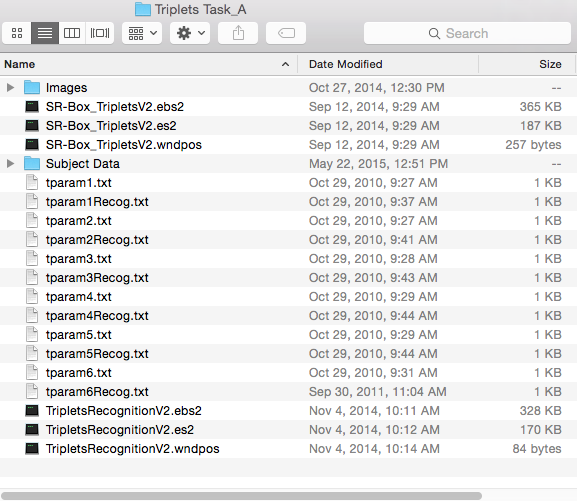 Triplets Task_A
Search
Name Date Modified Size
Images Oct 27, 2014, 12:30 PM --
SR-Box_TripletsV2.ebs2 Sep 12, 2014, 9:29 AM 365 KB
SR-Box_TripletsV2.es2 Sep 12, 2014, 9:29 AM 187 KB
SR-Box_TripletsV2.wndpos Sep 12, 2014, 9:29 AM 257 bytes
Subject Data May 22, 2015, 12:51 PM --
tparam1.txt Oct 29, 2010, 9:27 AM 1 KB
tparam1Recog.txt Oct 29, 2010, 9:37 AM 1 KB
tparam2.txt Oct 29, 2010, 9:27 AM 1 KB
tparam2Recog.txt Oct 29, 2010, 9:41 AM 1 KB
tparam3.txt Oct 29, 2010, 9:28 AM 1 KB
tparam3Recog.txt Oct 29, 2010, 9:43 AM 1 KB
tparam4.txt Oct 29, 2010, 9:29 AM 1 KB
tparam4Recog.txt Oct 29, 2010, 9:44 AM 1 KB
tparam5.txt Oct 29, 2010, 9:29 AM 1 KB
tparam5Recog.txt Oct 29, 2010, 9:44 AM 1 KB
tparam6.txt Oct 29, 2010, 9:31 AM 1 KB
tparam6Recog.txt Sep 30, 2011, 11:04 AM 1 KB
TripletsRecognitionV2.ebs2 Nov 4, 2014, 10:11 AM 328 KB
TripletsRecognitionV2.es2 Nov 4, 2014, 10:12 AM 170 KB
TripletsRecognitionV2.wndpos Nov 4, 2014, 10:14 AM 84 bytes